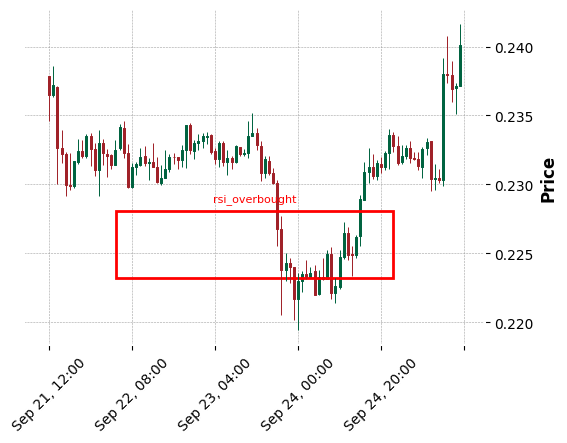 0.240
0.235
0.230
0.225
0.220
Price
rsi_overbought
Sep 21, 12:00
Sep 22, 08:00
Sep 23, 04:00
Sep 24, 00:00
Sep 24, 20:00